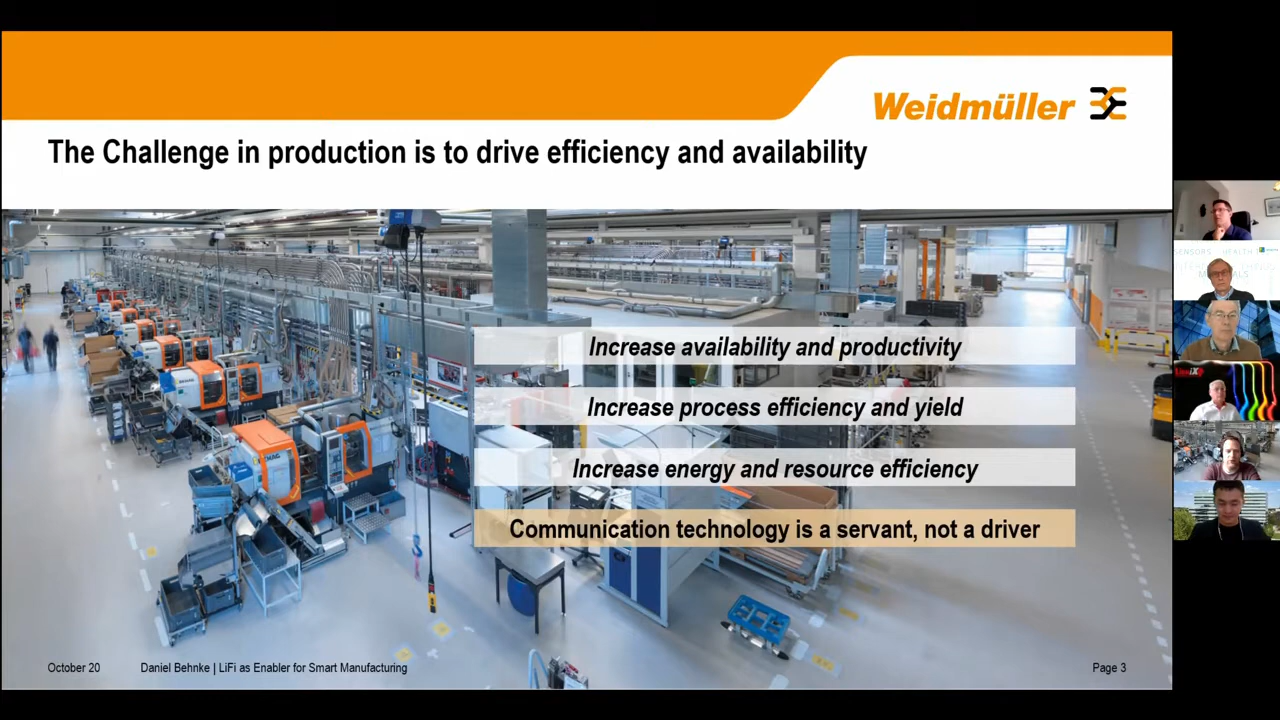 Weidmüller
The Challenge in production is to drive efficiency and availability
Increase availability and productivity
Increase process efficiency and yield
Increase energy and resource efficiency
Communication technology is a servant, not a driver
October 20
Daniel Behnke | LiFi as Enabler for Smart Manufacturing
Page 3